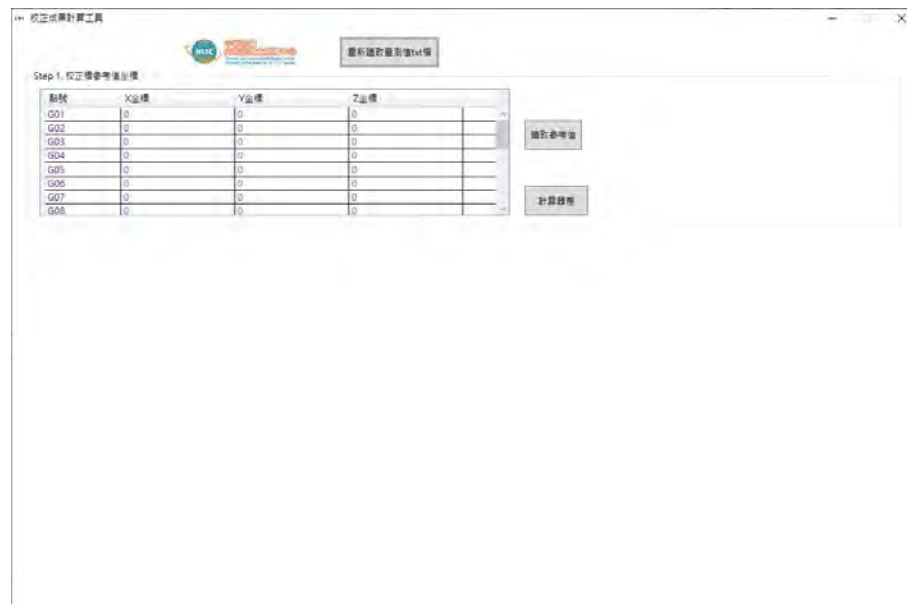 校正成果計算工具
重新讀取量測值txt檔
Step 1. 校正標參考值坐標
點號 X坐標 Y坐標 Z坐標
G01 0 0 0
G02 0 0 0
G03 0 0 0
G04 0 0 0
G05 0 0 0
G06 0 0 0
G07 0 0 0
G08 0 0 0
讀取參考值
計算器差